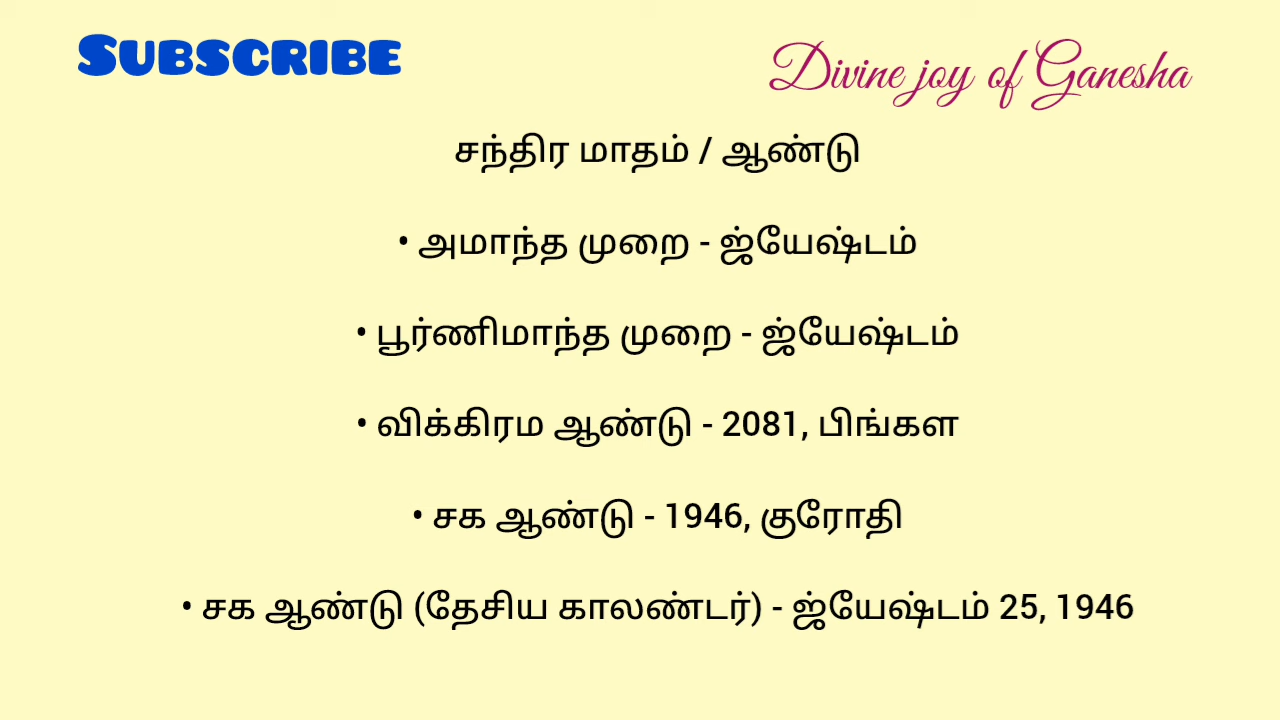 SUBSCRIBE
Divine joy of Ganesha
சந்திர மாதம் / ஆண்டு
• அமாந்த முறை - ஜ்யேஷ்டம்
• பூர்ணிமாந்த முறை - ஜ்யேஷ்டம்
• விக்கிரம ஆண்டு - 2081, பிங்கள
• சக ஆண்டு - 1946, குரோதி
• சக ஆண்டு (தேசிய காலண்டர்) - ஜ்யேஷ்டம் 25, 1946